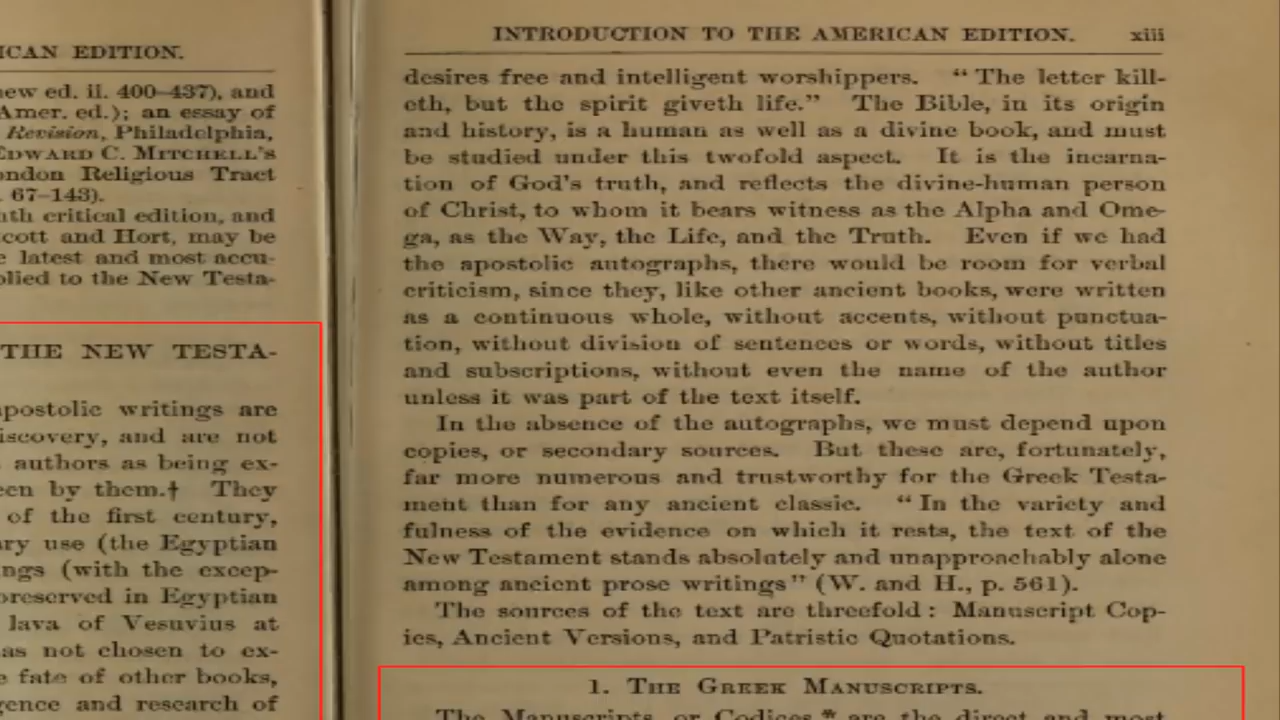 ICAN EDITION.
new ed. ii. 400–437), and
Amer. ed.); an essay of
Revision, Philadelphia,
EDWARD C. MITCHELL'S
ondon Religious Tract
67–143).
nth critical edition, and
cott and Hort, may be
e latest and most accu-
plied to the New Testa-
THE NEW TESTA-
apostolic writings are
iscovery, and are not
authors as being ex-
een by them.† They
of the first century,
ary use (the Egyptian
ngs (with the excep-
preserved in Egyptian
lava of Vesuvius at
as not chosen to ex-
e fate of other books,
gence and research of
INTRODUCTION TO THE AMERICAN EDITION. xiii
desires free and intelligent worshippers. “The letter kill-
eth, but the spirit giveth life.” The Bible, in its origin
and history, is a human as well as a divine book, and must
be studied under this twofold aspect. It is the incarna-
tion of God's truth, and reflects the divine-human person
of Christ, to whom it bears witness as the Alpha and Ome-
ga, as the Way, the Life, and the Truth. Even if we had
the apostolic autographs, there would be room for verbal
criticism, since they, like other ancient books, were written
as a continuous whole, without accents, without punctua-
tion, without division of sentences or words, without titles
and subscriptions, without even the name of the author
unless it was part of the text itself.
In the absence of the autographs, we must depend upon
copies, or secondary sources. But these are, fortunately,
far more numerous and trustworthy for the Greek Testa-
ment than for any ancient classic. “In the variety and
fulness of the evidence on which it rests, the text of the
New Testament stands absolutely and unapproachably alone
among ancient prose writings” (W. and H., p. 561).
The sources of the text are threefold: Manuscript Cop-
ies, Ancient Versions, and Patristic Quotations.
1. THE GREEK MANUSCRIPTS.
The Manuscripts, or Codices,* are the direct and most